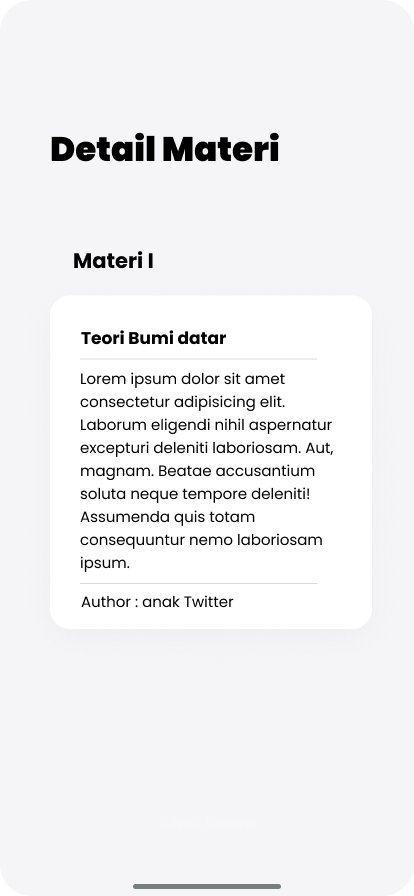 Detail Materi
Materi I
Teori Bumi datar
Lorem ipsum dolor sit amet
consectetur adipisicing elit.
Laborum eligendi nihil aspernatur
excepturi deleniti laboriosam. Aut,
magnam. Beatae accusantium
soluta neque tempore deleniti!
Assumenda quis totam
consequuntur nemo laboriosam
ipsum.
Author : anak Twitter